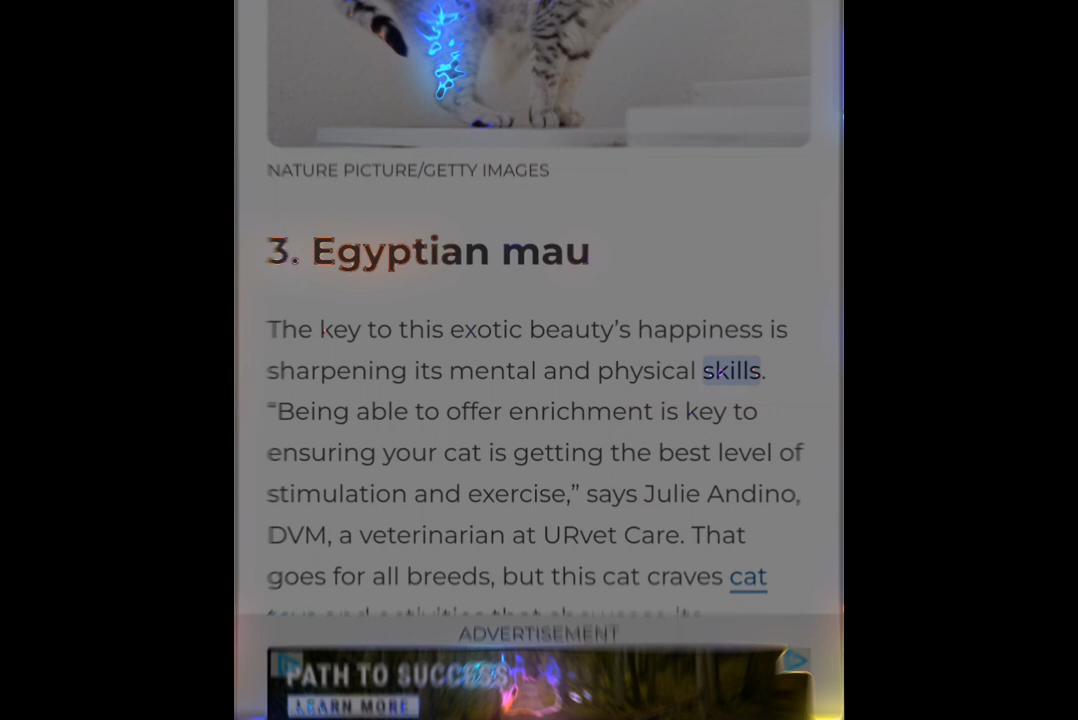 NATURE PICTURE/GETTY IMAGES
3. Egyptian mau
The key to this exotic beauty’s happiness is
sharpening its mental and physical skills.
“Being able to offer enrichment is key to
ensuring your cat is getting the best level of
stimulation and exercise,” says Julie Andino,
DVM, a veterinarian at URvet Care. That
goes for all breeds, but this cat craves cat
ADVERTISEMENT
PATH TO SUCCESS
LEARN MORE